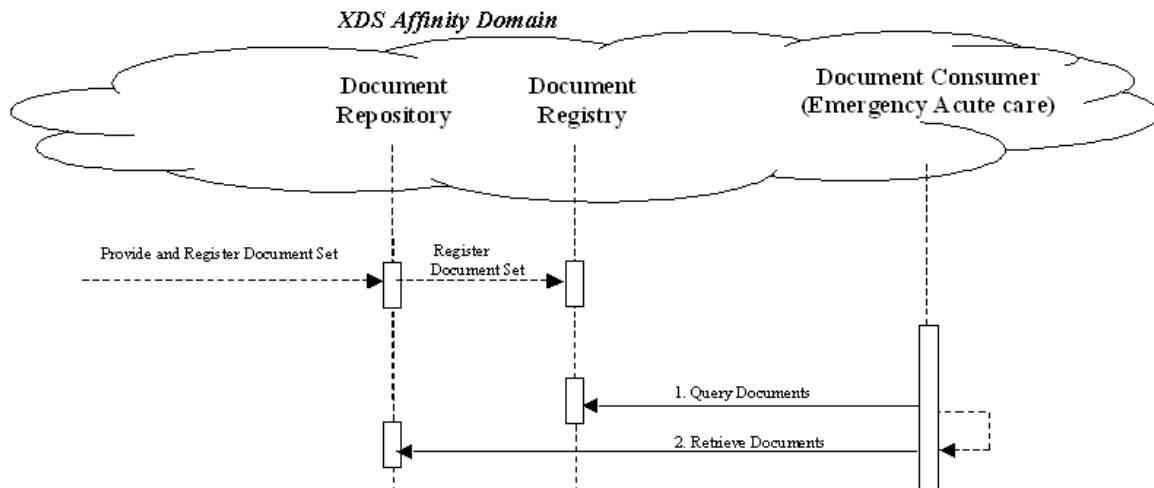 XDS Affinity Domain
Document
Repository
Document
Registry
Document Consumer
(Emergency Acute care)
Provide and Register Document Set
Register
Document Set
1. Query Documents
2. Retrieve Documents